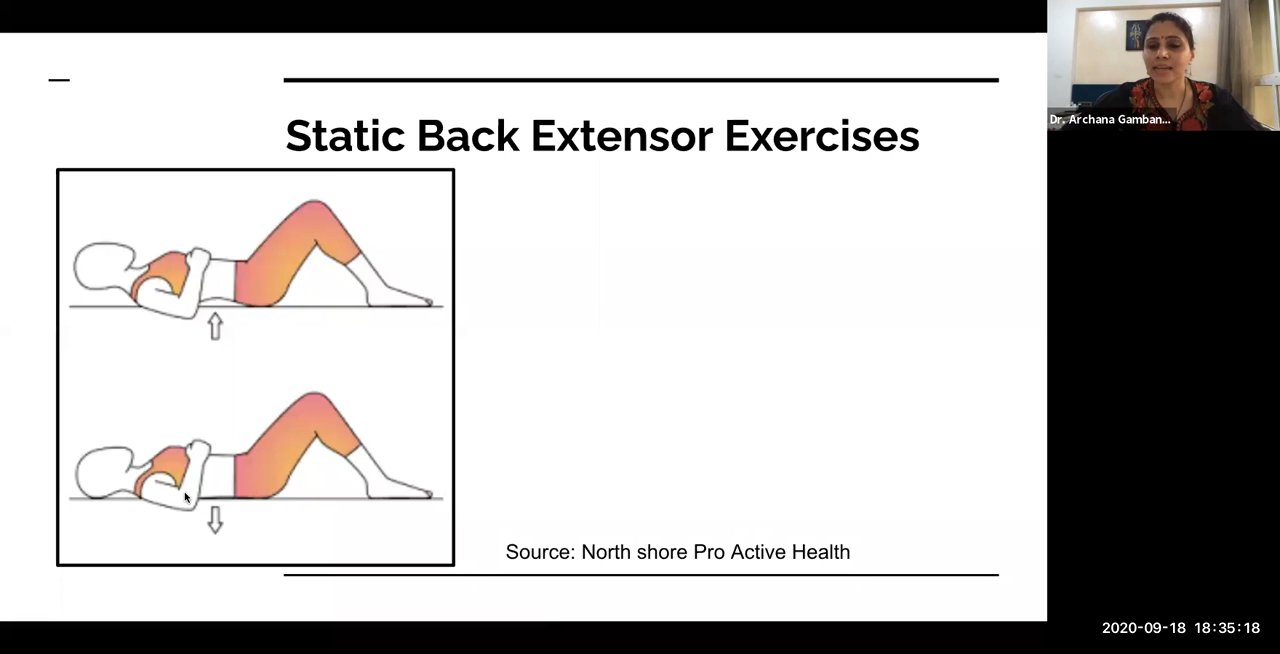 Static Back Extensor Exercises
Dr. Archana Gamban...
Source: North shore Pro Active Health
2020-09-18 18:35:18